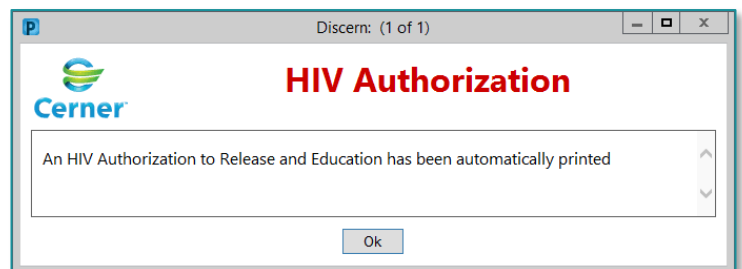 P
Discern: (1 of 1)
Cerner
HIV Authorization
An HIV Authorization to Release and Education has been automatically printed
Ok